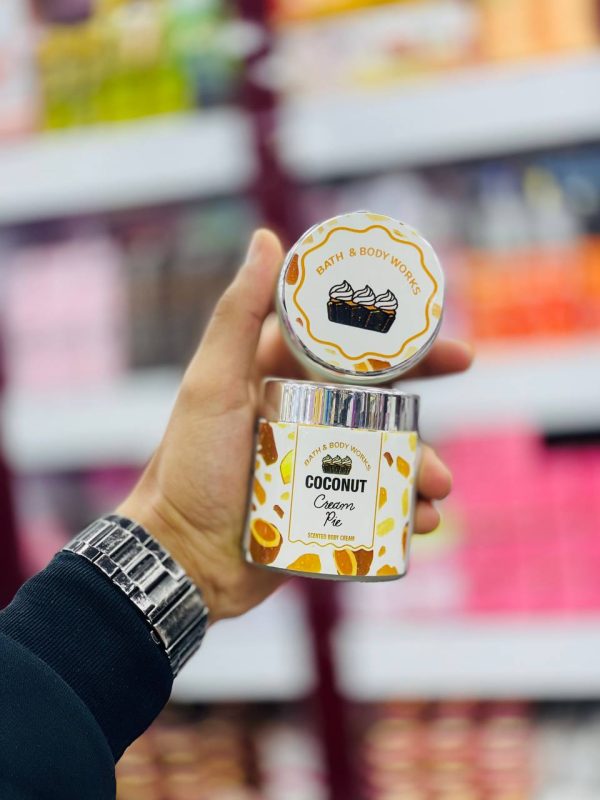 BATH & BODY WORKS
BATH & BODY WORKS
COCONUT
Cream
Pie
SCENTED BODY CREAM